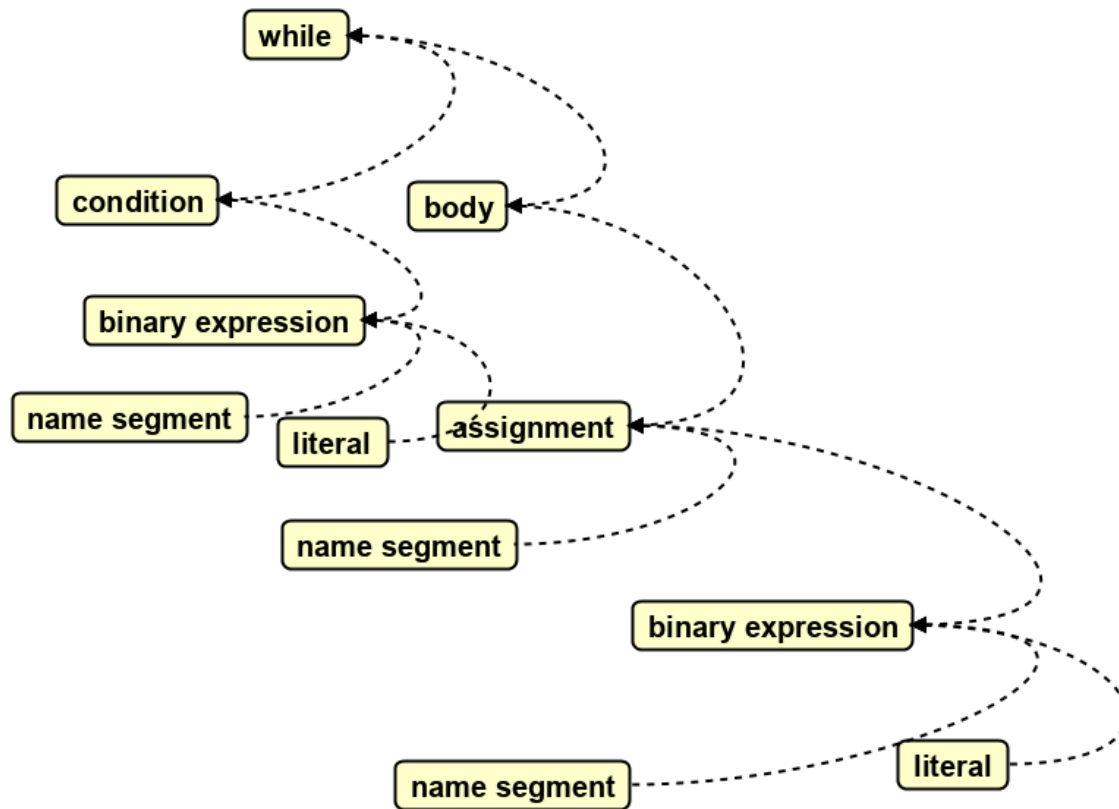 while
condition
body
binary expression
name segment
literal
assignment
name segment
binary expression
name segment
literal